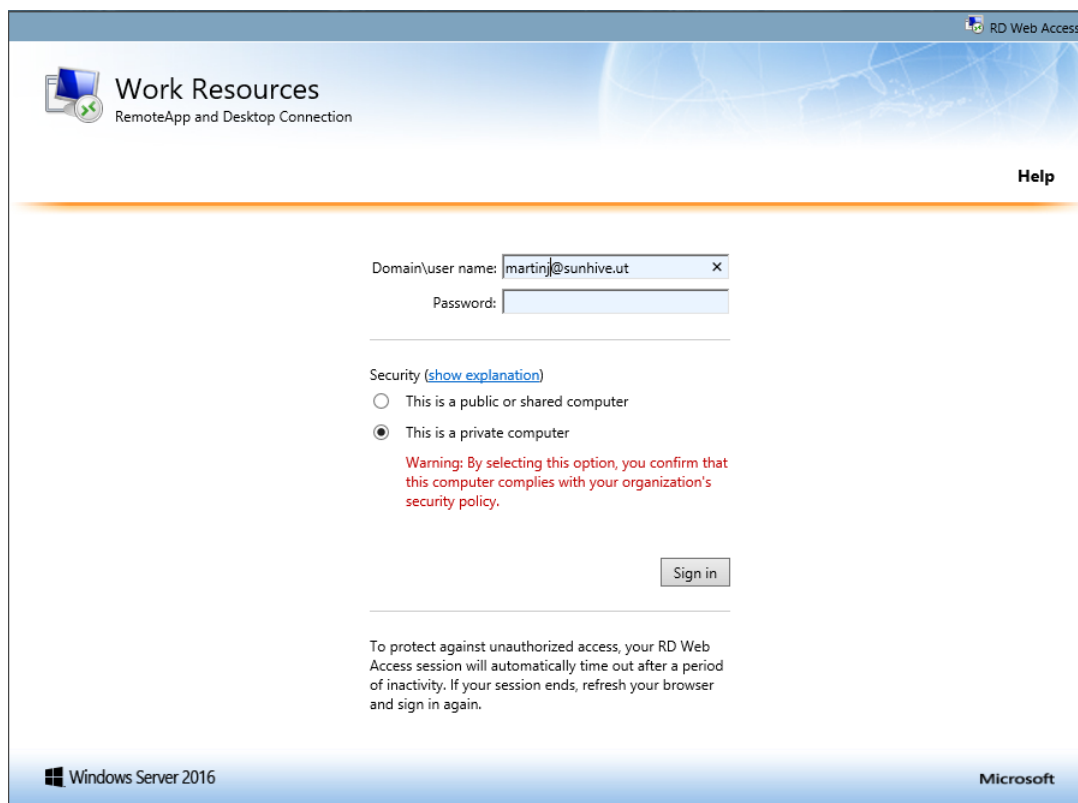 RD Web Access
Work Resources
RemoteApp and Desktop Connection
Help
Domain\user name: martinj@sunhive.ut
Password:
Security (show explanation)
This is a public or shared computer
This is a private computer
Warning: By selecting this option, you confirm that
this computer complies with your organization's
security policy.
Sign in
To protect against unauthorized access, your RD Web
Access session will automatically time out after a period
of inactivity. If your session ends, refresh your browser
and sign in again.
Windows Server 2016
Microsoft